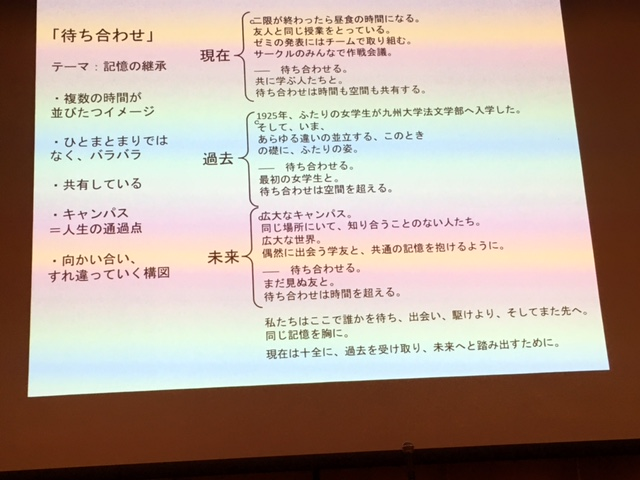 「待ち合わせ」
テーマ：記憶の継承
・複数の時間が
並びたつイメージ
・ひとまとまりでは
なく、バラバラ
・共有している
・キャンパス
＝人生の通過点
・向かい合い、
すれ違っていく構図
現在
二限が終わったら昼食の時間になる。
友人と同じ授業をとっている。
ゼミの発表にはチームで取り組む。
サークルのみんなで作戦会議。
―― 待ち合わせる。
共に学ぶ人たちと。
待ち合わせは時間も空間も共有する。
過去
1925年、ふたりの女学生が九州大学法文学部へ入学した。
そして、いま、
あらゆる違いの並立する、このとき
の礎に、ふたりの姿。
―― 待ち合わせる。
最初の女学生と。
待ち合わせは空間を超える。
未来
広大なキャンパス。
同じ場所にいて、知り合うことのない人たち。
広大な世界。
偶然に出会う学友と、共通の記憶を抱けるように。
―― 待ち合わせる。
まだ見ぬ友と。
待ち合わせは時間を超える。
私たちはここで誰かを待ち、出会い、駆けより、そしてまた先へ。
同じ記憶を胸に。
現在は十全に、過去を受け取り、未来へと踏み出すために。